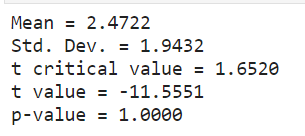 Mean = 2.4722
Std. Dev. = 1.9432
t critical value = 1.6520
t value = -11.5551
p-value = 1.0000